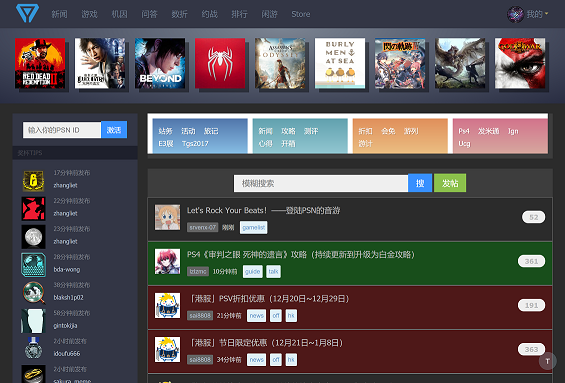 新闻 游戏 机因 问答 数折 约战 排行 闲游 Store 我的
RED DEAD REDEMPTION II
BEYOND
ASSASSIN'S CREED
ODYSSEY
BURLY MEN AT SEA
閃の軌跡
输入你的PSN ID 激活
站务 活动 旅记
E3展 Tgs2017
新闻 攻略 测评
心得 开箱
折扣 会免 游列
游计
Ps4 发米通 Ign
Ucg
模糊搜索 搜 发帖
17分钟前发布
zhangliet
22分钟前发布
zhangliet
23分钟前发布
zhangliet
28分钟前发布
bda-wong
38分钟前发布
blaksh1p02
58分钟前发布
gintokijia
2小时前发布
idoufu666
2小时前发布
sakura_meme
Let's Rock Your Beats! ——登陆PSN的音游
srvenx-07 刚刚 gamelist
52
PS4《审判之眼 死神的遗言》攻略（持续更新到升级为白金攻略）
lztzmc 10分钟前 guide talk
361
「港服」PSV折扣优惠（12月20日~12月29日）
sai8808 21分钟前 news off hk
191
「港服」节日限定优惠（12月21日~1月8日）
sai8808 34分钟前 news off hk
363
T